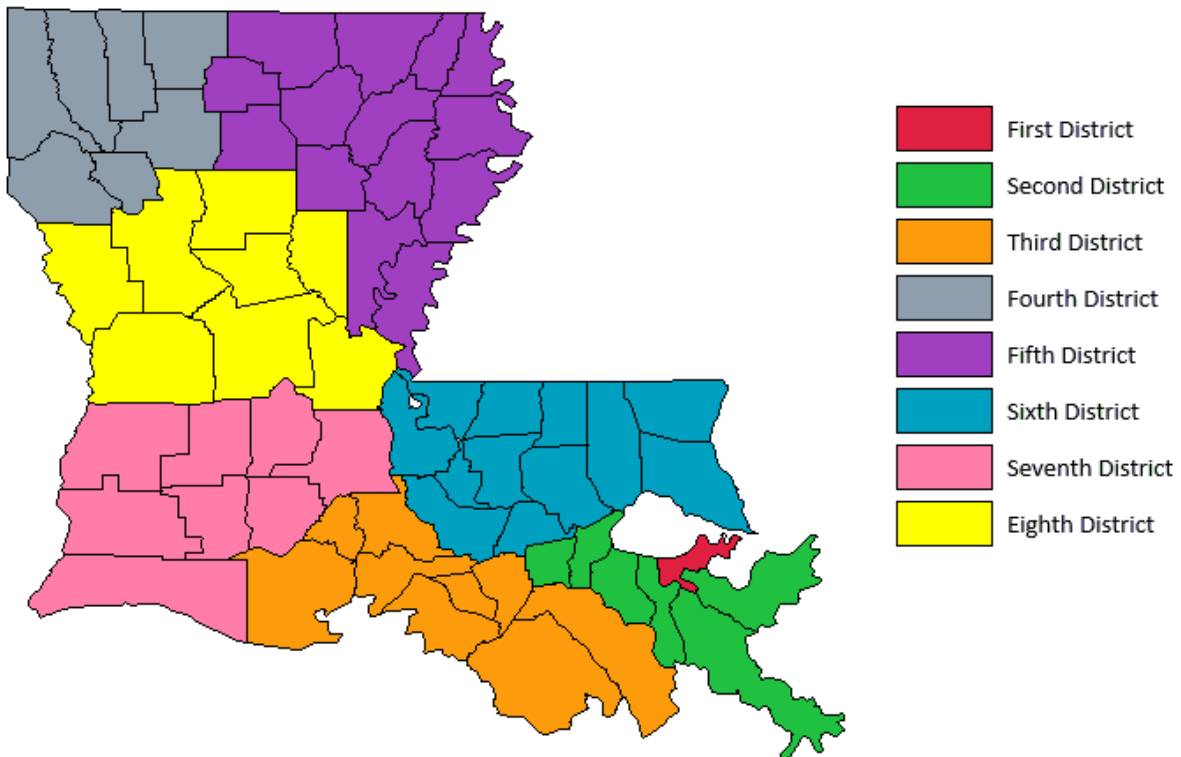 First District
Second District
Third District
Fourth District
Fifth District
Sixth District
Seventh District
Eighth District